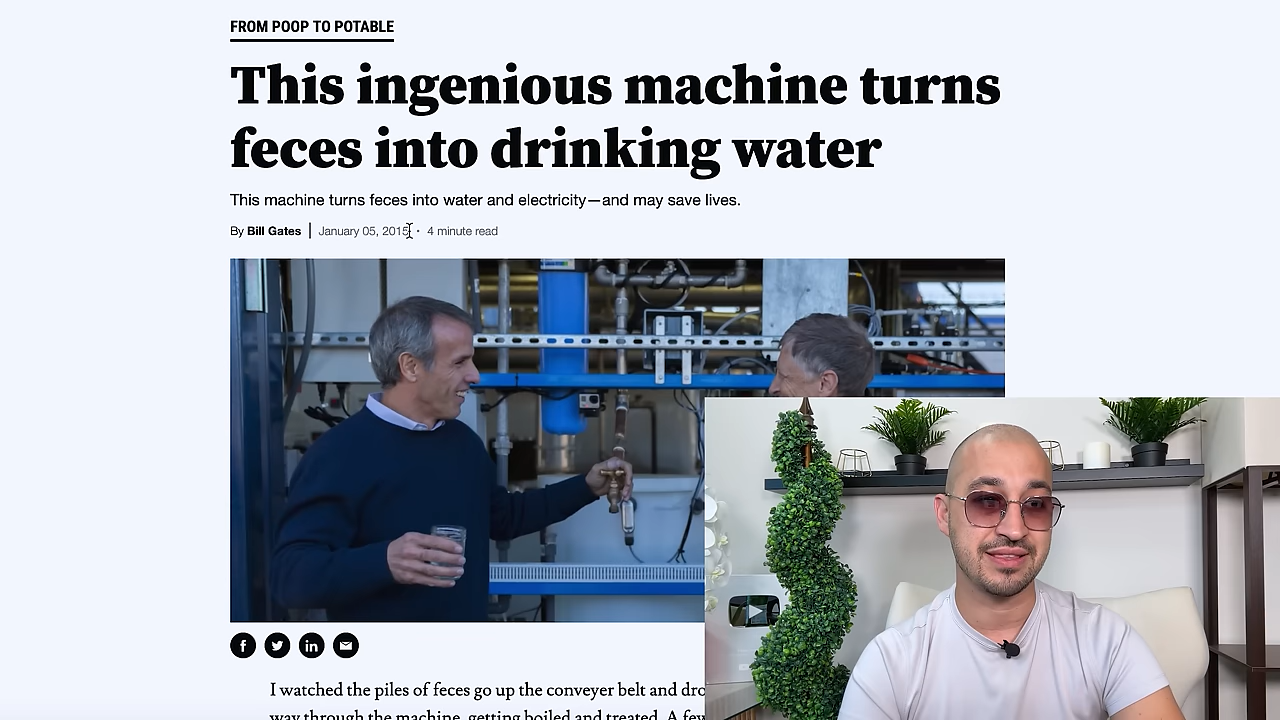 FROM POOP TO POTABLE
This ingenious machine turns
feces into drinking water
This machine turns feces into water and electricity—and may save lives.
By Bill Gates | January 05, 2015 · 4 minute read
I watched the piles of feces go up the conveyer belt and dro
way through the machine, getting boiled and treated. A few